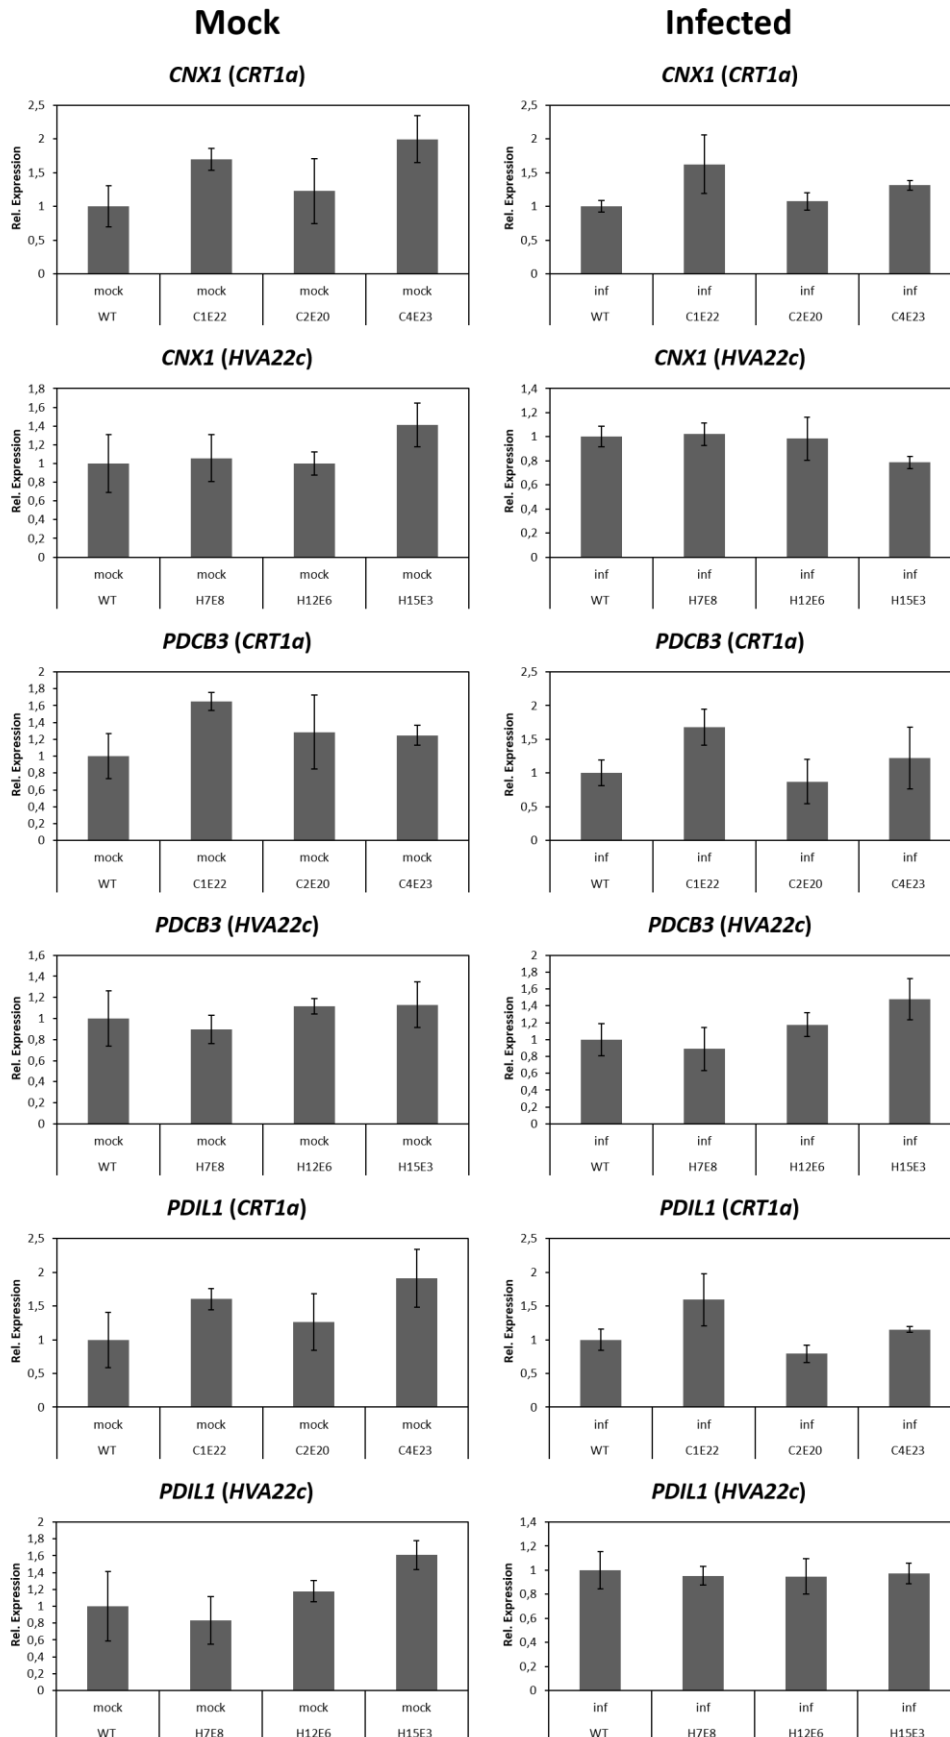 Mock Infected
CNX1 (CRT1a) CNX1 (CRT1a)
Rel. Expression
2,5
2
1,5
1
0,5
0
mock mock mock mock
WT C1E22 C2E20 C4E23
Rel. Expression
2,5
2
1,5
1
0,5
0
inf inf inf inf
WT C1E22 C2E20 C4E23
CNX1 (HVA22c) CNX1 (HVA22c)
Rel. Expression
1,8
1,6
1,4
1,2
1
0,8
0,6
0,4
0,2
0
mock mock mock mock
WT H7E8 H12E6 H15E3
Rel. Expression
1,4
1,2
1
0,8
0,6
0,4
0,2
0
inf inf inf inf
WT H7E8 H12E6 H15E3
PDCB3 (CRT1a) PDCB3 (CRT1a)
Rel. Expression
2
1,8
1,6
1,4
1,2
1
0,8
0,6
0,4
0,2
0
mock mock mock mock
WT C1E22 C2E20 C4E23
Rel. Expression
2,5
2
1,5
1
0,5
0
inf inf inf inf
WT C1E22 C2E20 C4E23
PDCB3 (HVA22c) PDCB3 (HVA22c)
Rel. Expression
1,6
1,4
1,2
1
0,8
0,6
0,4
0,2
0
mock mock mock mock
WT H7E8 H12E6 H15E3
Rel. Expression
2
1,8
1,6
1,4
1,2
1
0,8
0,6
0,4
0,2
0
inf inf inf inf
WT H7E8 H12E6 H15E3
PDIL1 (CRT1a) PDIL1 (CRT1a)
Rel. Expression
2,5
2
1,5
1
0,5
0
mock mock mock mock
WT C1E22 C2E20 C4E23
Rel. Expression
2,5
2
1,5
1
0,5
0
inf inf inf inf
WT C1E22 C2E20 C4E23
PDIL1 (HVA22c) PDIL1 (HVA22c)
Rel. Expression
2
1,8
1,6
1,4
1,2
1
0,8
0,6
0,4
0,2
0
mock mock mock mock
WT H7E8 H12E6 H15E3
Rel. Expression
1,4
1,2
1
0,8
0,6
0,4
0,2
0
inf inf inf inf
WT H7E8 H12E6 H15E3